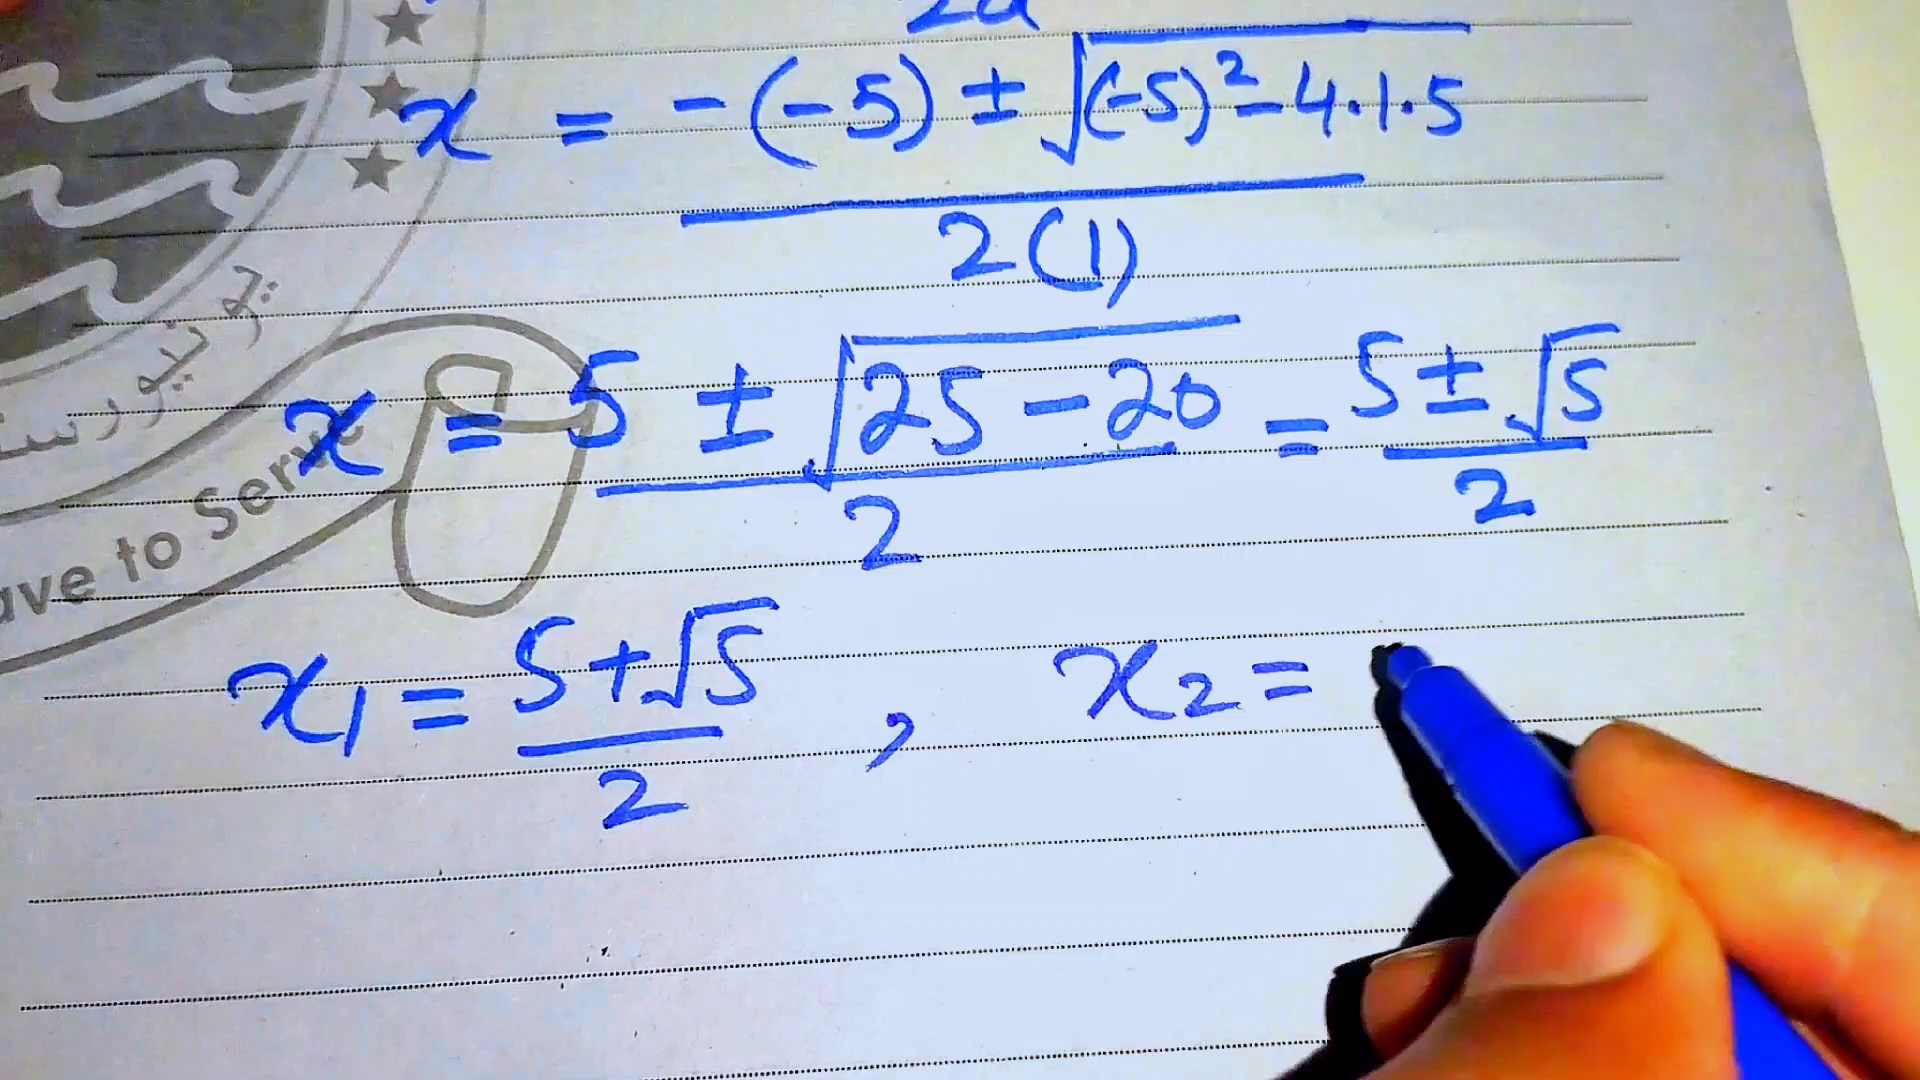 2a
x = -(-5) ± √(-5)² - 4.1.5
2(1)
x = 5 ± √25 - 20 = 5 ± √5
2 2
x₁ = 5 + √5 , x₂ =
2
ave to Serve